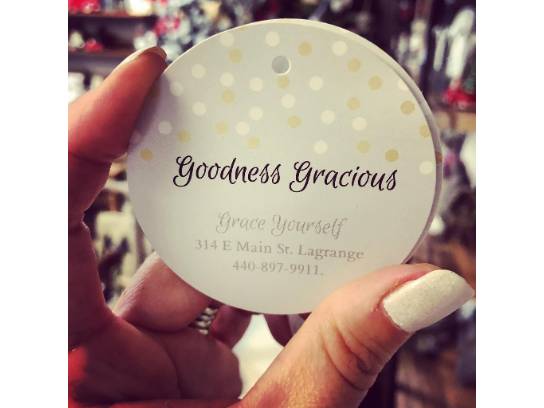 Goodness Gracious
Grace Yourself
314 E Main St. Lagrange
440-897-9911.